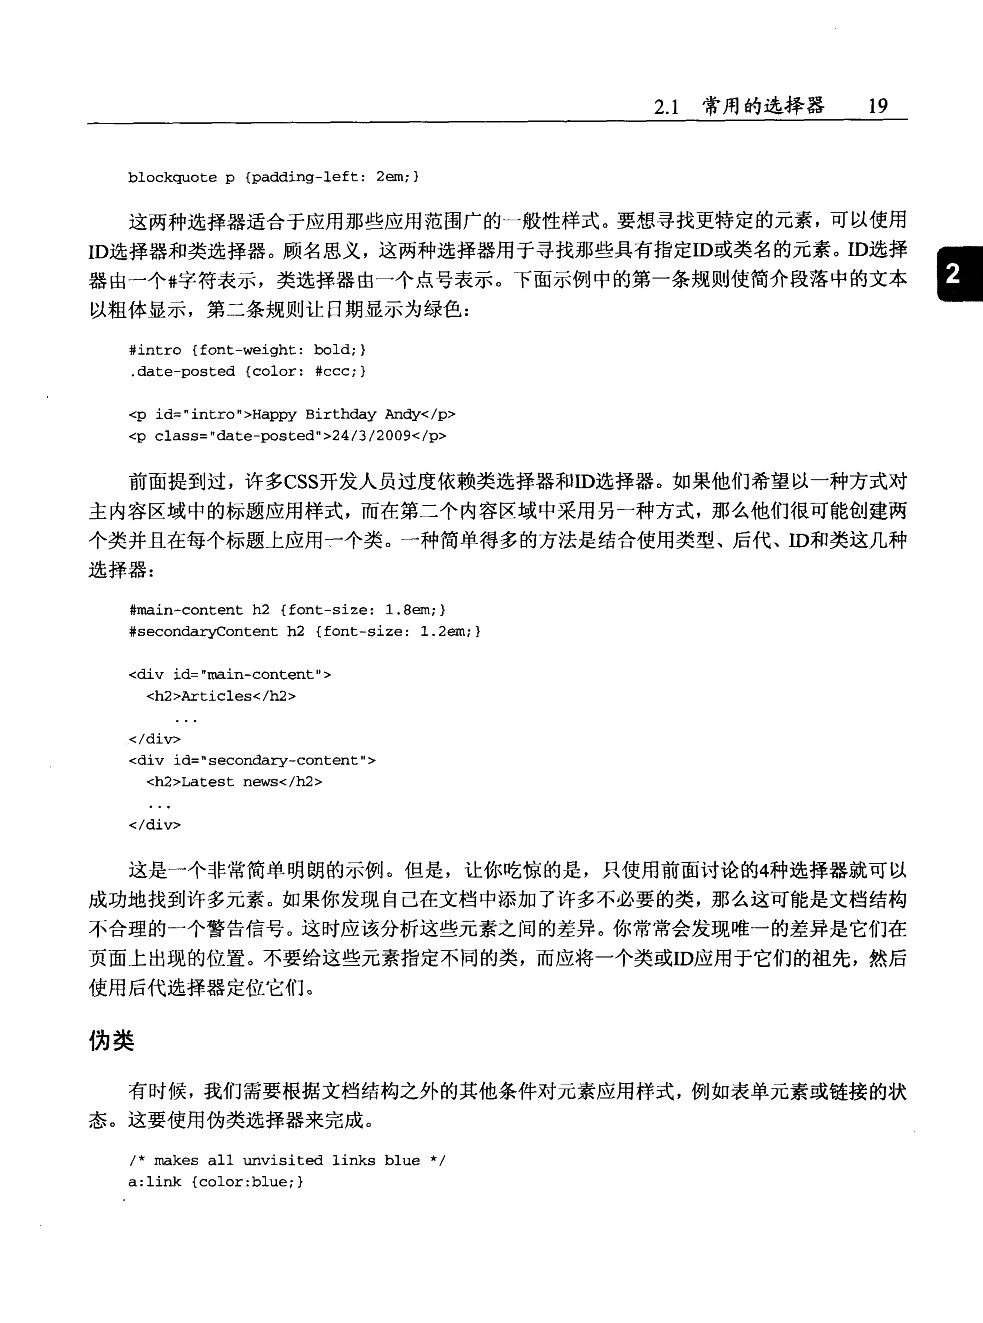 2.1 常用的选择器 19
blockquote p {padding-left: 2em;}
这两种选择器适合于应用那些应用范围广的一般性样式。要想寻找更特定的元素，可以使用
ID选择器和类选择器。顾名思义，这两种选择器用于寻找那些具有指定ID或类名的元素。ID选择
器由一个#字符表示，类选择器由一个点号表示。下面示例中的第一条规则使简介段落中的文本
以粗体显示，第二条规则让日期显示为绿色：
2
#intro {font-weight: bold;}
.date-posted {color: #ccc;}
<p id="intro">Happy Birthday Andy</p>
<p class="date-posted">24/3/2009</p>
前面提到过，许多CSS开发人员过度依赖类选择器和ID选择器。如果他们希望以一种方式对
主内容区域中的标题应用样式，而在第二个内容区域中采用另一种方式，那么他们很可能创建两
个类并且在每个标题上应用一个类。一种简单得多的方法是结合使用类型、后代、ID和类这几种
选择器：
#main-content h2 {font-size: 1.8em;}
#secondaryContent h2 {font-size: 1.2em;}
<div id="main-content">
<h2>Articles</h2>
...
</div>
<div id="secondary-content">
<h2>Latest news</h2>
...
</div>
这是一个非常简单明朗的示例。但是，让你吃惊的是，只使用前面讨论的4种选择器就可以
成功地找到许多元素。如果你发现自己在文档中添加了许多不必要的类，那么这可能是文档结构
不合理的一个警告信号。这时应该分析这些元素之间的差异。你常常会发现唯一的差异是它们在
页面上出现的位置。不要给这些元素指定不同的类，而应将一个类或ID应用于它们的祖先，然后
使用后代选择器定位它们。
伪类
有时候，我们需要根据文档结构之外的其他条件对元素应用样式，例如表单元素或链接的状
态。这要使用伪类选择器来完成。
/* makes all unvisited links blue */
a:link {color:blue;}